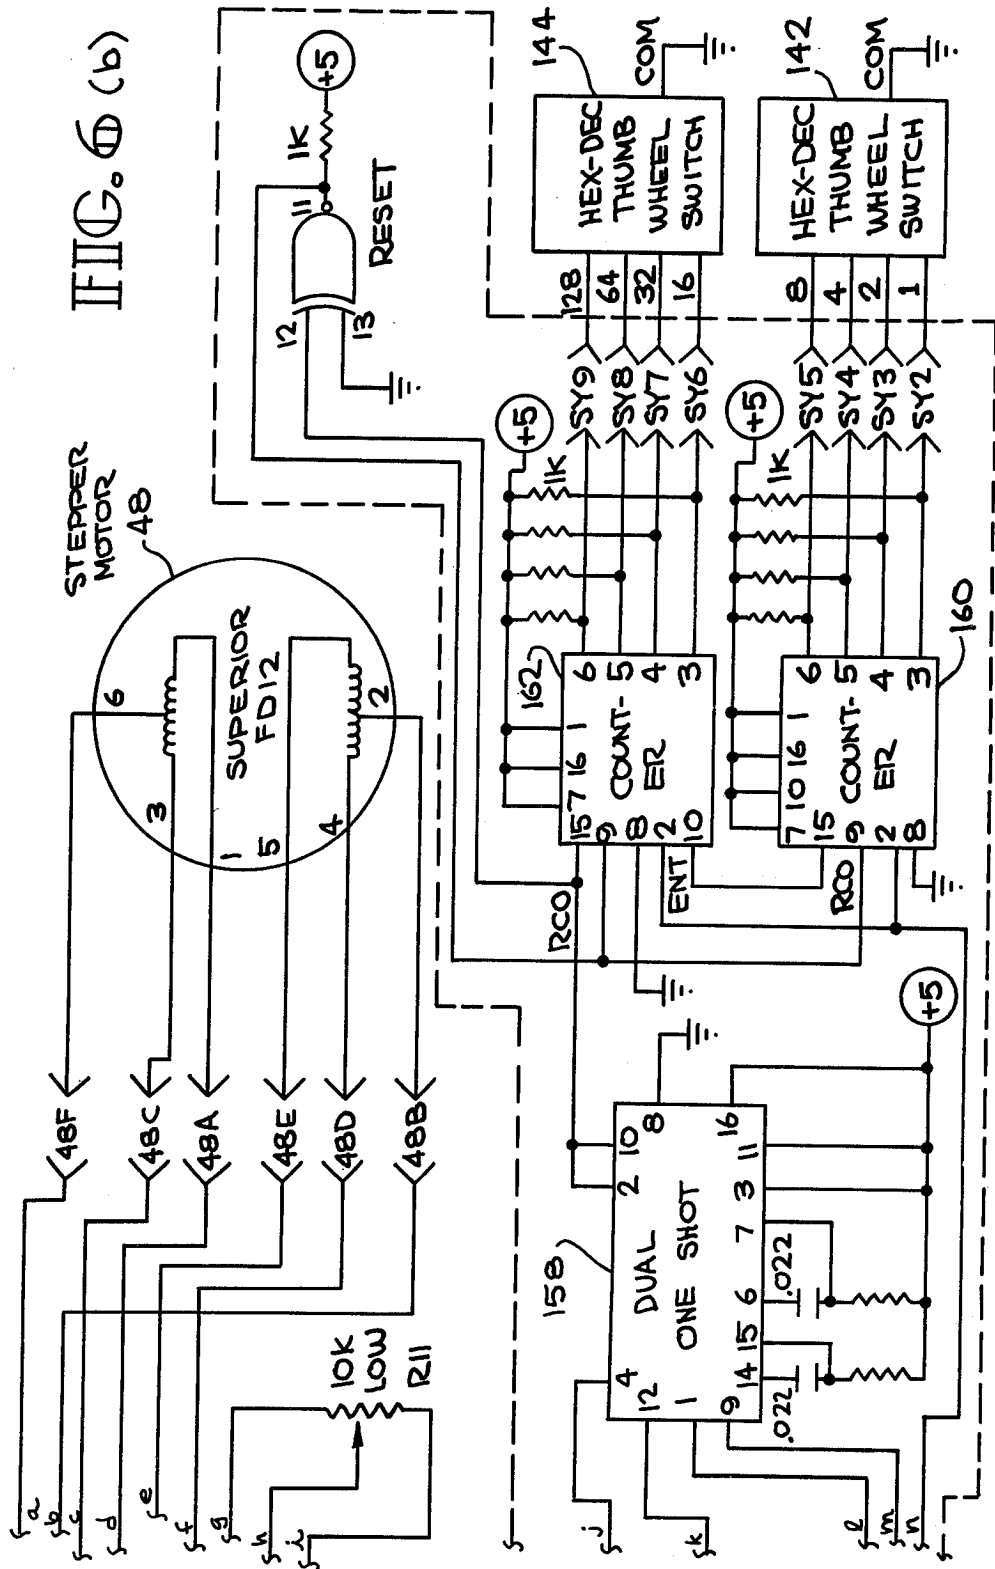 FIG. 6 (b)
STEPPER
MOTOR
48
SUPERIOR
FD12
6
3
1
5
4
2
48F
48C
48A
48E
48D
48B
a
b
c
d
e
f
g
h
i
10K
LOW
R11
+5
1K
11
RESET
12
13
144
HEX-DEC
THUMB
WHEEL
SWITCH
COM
128
64
32
16
SY9
SY8
SY7
SY6
142
HEX-DEC
THUMB
WHEEL
SWITCH
COM
8
4
2
1
SY5
SY4
SY3
SY2
+5
1K
162
COUNT-
ER
6
5
4
3
1
16
7
15
9
8
2
10
RCO
ENT
+5
1K
160
COUNT-
ER
6
5
4
3
1
16
10
7
15
9
2
8
RCO
+5
158
DUAL
ONE SHOT
10
2
8
16
11
3
7
6
15
14
4
12
1
9
.022
.022
j
k
l
m
n